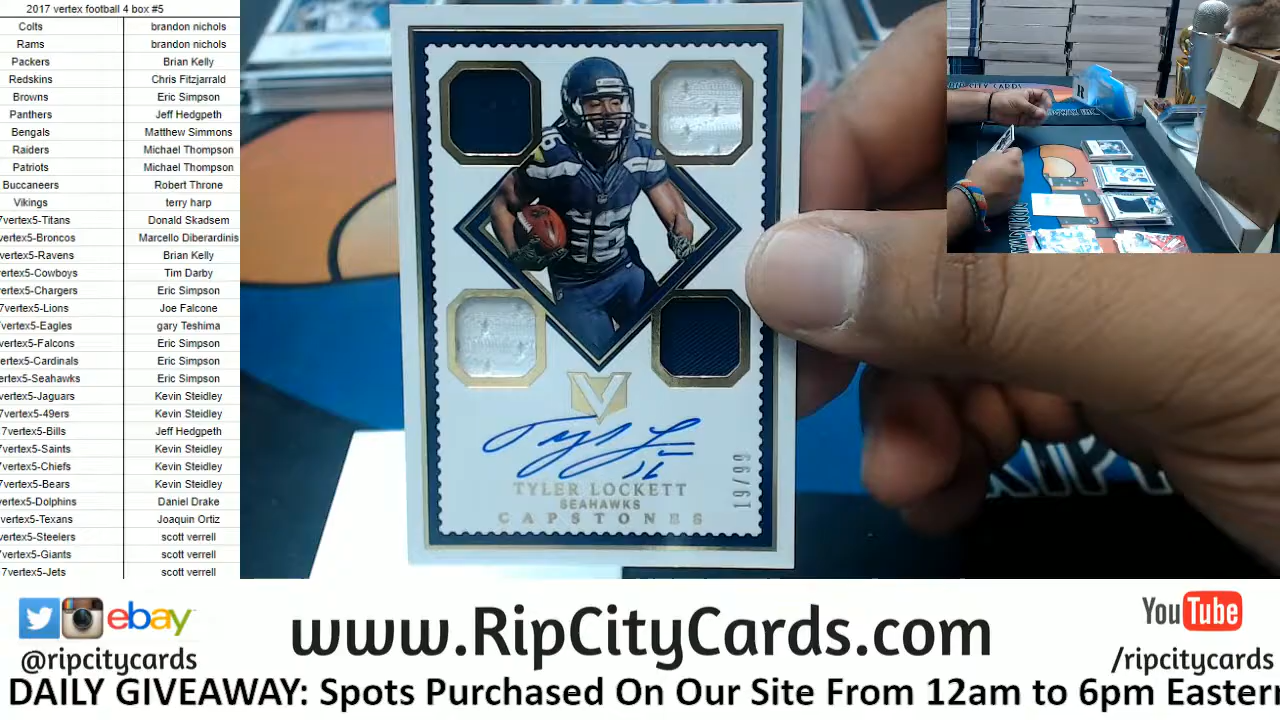 2017 vertex football 4 box #5
Colts brandon nichols
Rams brandon nichols
Packers Brian Kelly
Redskins Chris Fitzjarrald
Browns Eric Simpson
Panthers Jeff Hedgpeth
Bengals Matthew Simmons
Raiders Michael Thompson
Patriots Michael Thompson
Buccaneers Robert Throne
Vikings terry harp
7vertex5-Titans Donald Skadsem
vertex5-Broncos Marcello Diberardinis
vertex5-Ravens Brian Kelly
vertex5-Cowboys Tim Darby
vertex5-Chargers Eric Simpson
7vertex5-Lions Joe Falcone
7vertex5-Eagles gary Teshima
vertex5-Falcons Eric Simpson
vertex5-Cardinals Eric Simpson
ertex5-Seahawks Eric Simpson
vertex5-Jaguars Kevin Steidley
7vertex5-49ers Kevin Steidley
17vertex5-Bills Jeff Hedgpeth
7vertex5-Saints Kevin Steidley
7vertex5-Chiefs Kevin Steidley
7vertex5-Bears Kevin Steidley
vertex5-Dolphins Daniel Drake
vertex5-Texans Joaquin Ortiz
vertex5-Steelers scott verrell
7vertex5-Giants scott verrell
17vertex5-Jets scott verrell
16
V
16
TYLER LOCKETT
SEAHAWKS
CAPSTONES
19/99
R
RIP
ebay
@ripcitycards
www.RipCityCards.com
YouTube
/ripcitycards
DAILY GIVEAWAY: Spots Purchased On Our Site From 12am to 6pm Eastern